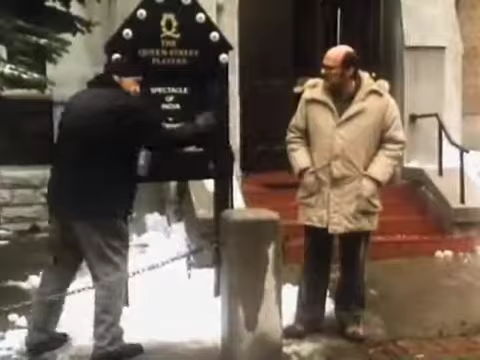 Q
THE
QUEEN STREET
PLAYERS
SPECTACLE
OF
INDIA